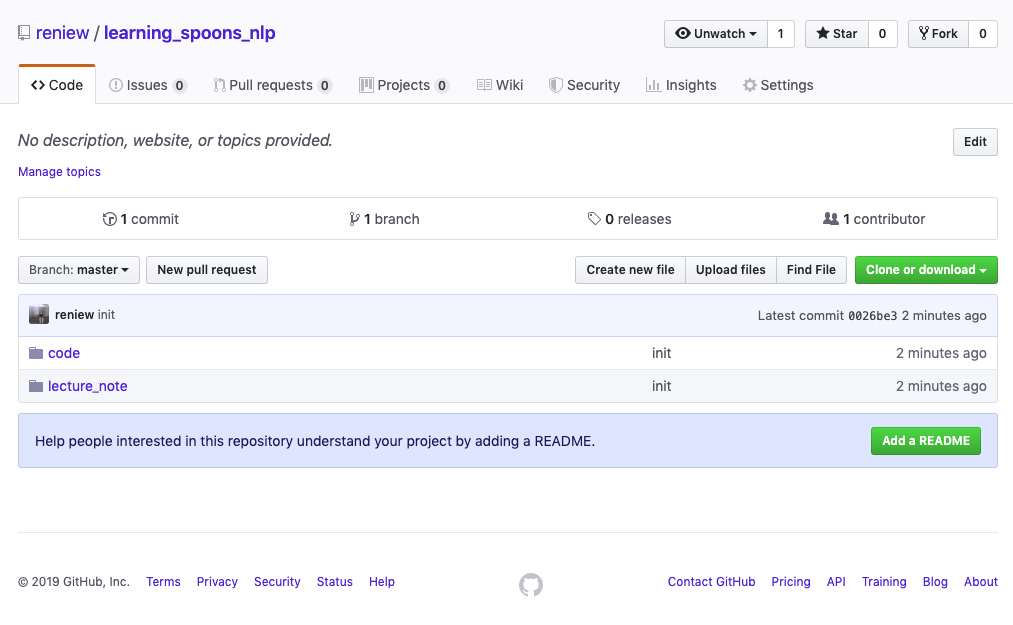 reniew / learning_spoons_nlp
Unwatch 1 Star 0 Fork 0
Code Issues 0 Pull requests 0 Projects 0 Wiki Security Insights Settings
No description, website, or topics provided.
Edit
Manage topics
1 commit 1 branch 0 releases 1 contributor
Branch: master New pull request Create new file Upload files Find File Clone or download
reniew init Latest commit 0026be3 2 minutes ago
code init 2 minutes ago
lecture_note init 2 minutes ago
Help people interested in this repository understand your project by adding a README. Add a README
© 2019 GitHub, Inc. Terms Privacy Security Status Help Contact GitHub Pricing API Training Blog About